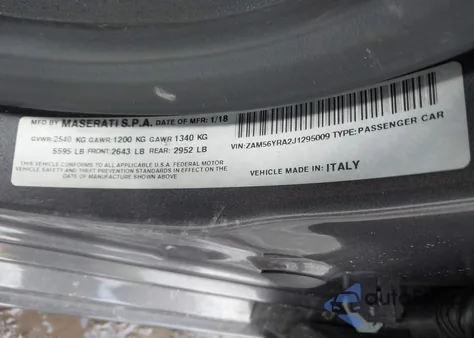 MFD BY MASERATI S.P.A. DATE OF MFR: 1/18
GVWR:2540 KG GAWR:1200 KG GAWR 1340 KG
5595 LB FRONT:2643 LB REAR: 2952 LB
THIS VEHICLE CONFORMS TO ALL APPLICABLE U.S.A. FEDERAL MOTOR
VEHICLE SAFETY AND THEFT PREVENTION STANDARDS IN EFFECT ON THE
DATE OF MANUFACTURE SHOWN ABOVE.
VIN:ZAM56YRA2J1295009 TYPE:PASSENGER CAR
MADE IN: ITALY